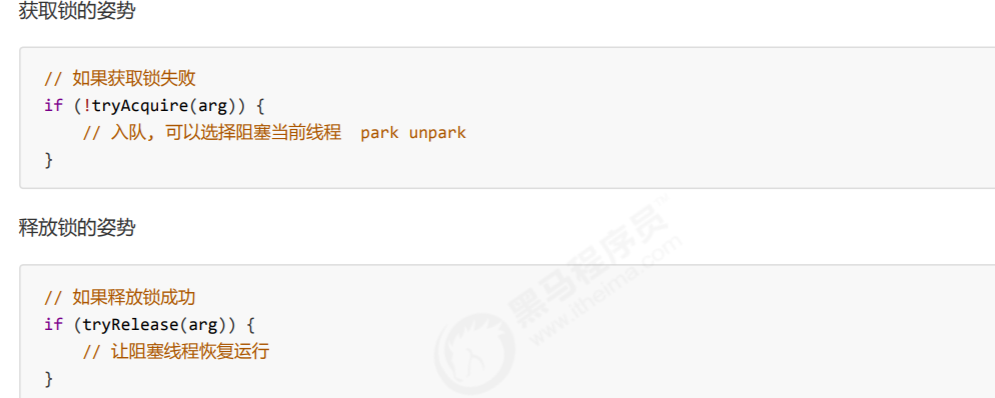 获取锁的姿势
// 如果获取锁失败
if (!tryAcquire(arg)) {
// 入队, 可以选择阻塞当前线程 park unpark
}
释放锁的姿势
// 如果释放锁成功
if (tryRelease(arg)) {
// 让阻塞线程恢复运行
}
黑马程序员™
www.itheima.com